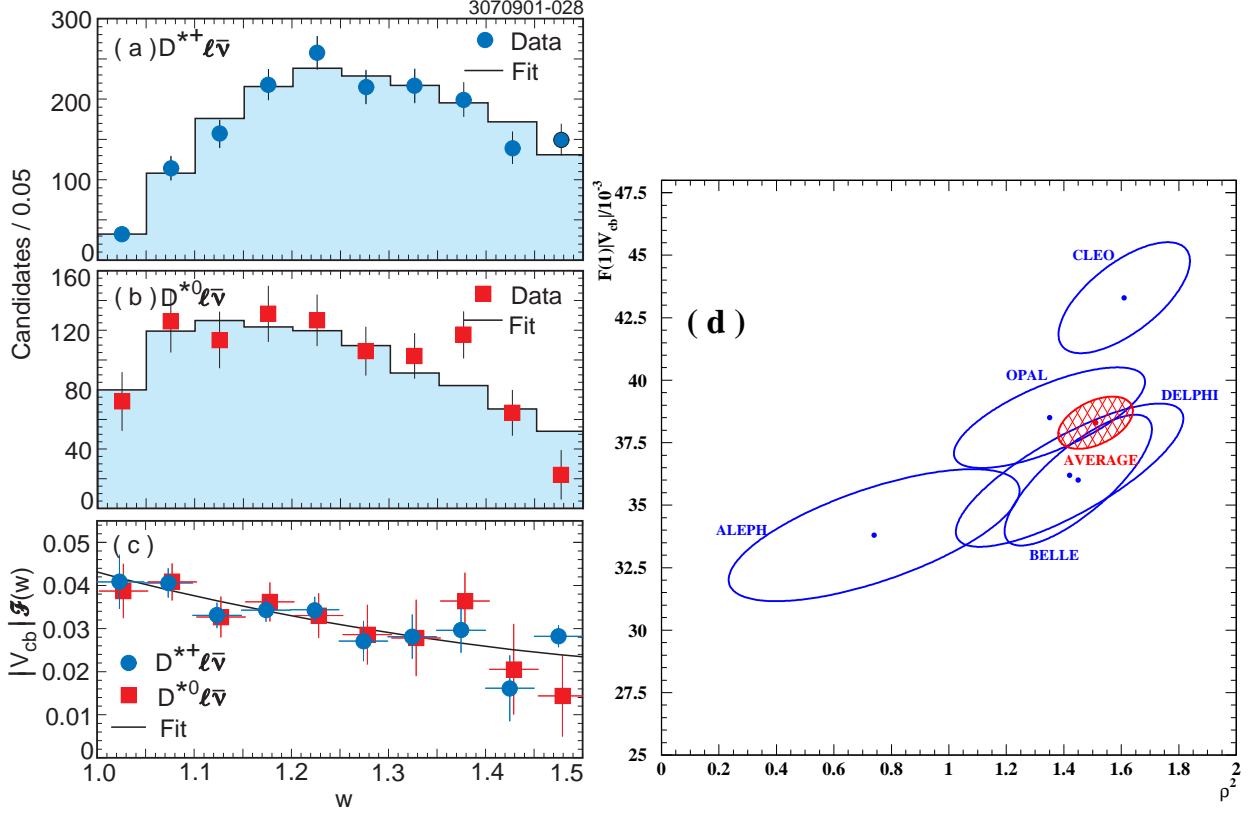 3070901-028
300
200
100
0
( a ) D*+ℓν̄
Data
Fit
Candidates / 0.05
160
120
80
40
0
( b ) D*0ℓν̄
Data
Fit
0.05
0.04
0.03
0.02
0.01
0
( c )
|Vcb| ℱ(w)
D*+ℓν̄
D*0ℓν̄
Fit
1.0 1.1 1.2 1.3 1.4 1.5
w
F(1)|Vcb|/10-3
47.5
45
42.5
40
37.5
35
32.5
30
27.5
25
( d )
CLEO
OPAL
DELPHI
AVERAGE
ALEPH
BELLE
0 0.2 0.4 0.6 0.8 1 1.2 1.4 1.6 1.8 2
ρ2